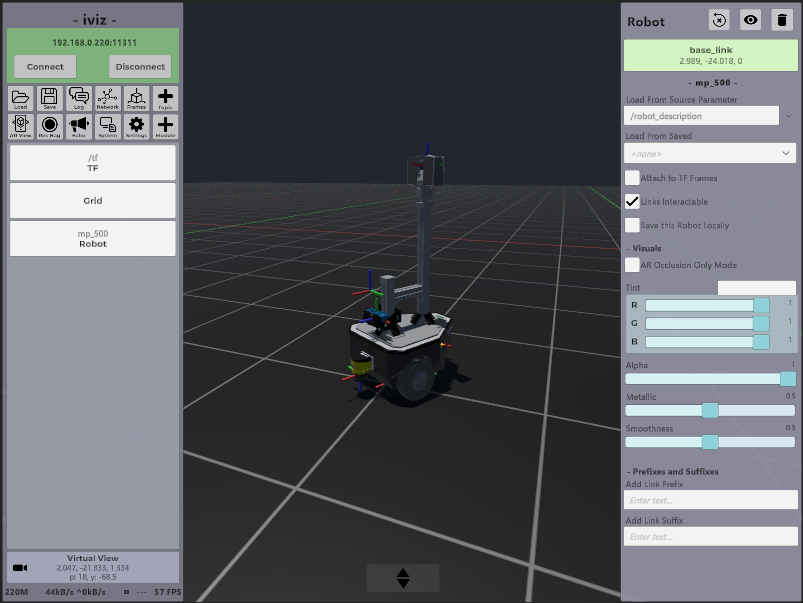 - iviz -
192.168.0.220:11311
Connect
Disconnect
Load
Save
Log
Network
Frames
Topic
AR View
Rec Bag
Echo
System
Settings
Module
/tf
TF
Grid
mp_500
Robot
Virtual View
2.047, -21.833, 1.334
p: 18, y: -68.5
220M
44kB/s ^0kB/s
---
57 FPS
Robot
base_link
2.989, -24.018, 0
- mp_500 -
Load From Source Parameter
/robot_description
Load From Saved
<none>
Attach to TF Frames
Links Interactable
Save this Robot Locally
- Visuals
AR Occlusion Only Mode
Tint
R 1
G 1
B 1
Alpha 1
Metallic 0.5
Smoothness 0.5
- Prefixes and Suffixes
Add Link Prefix
Enter text...
Add Link Suffix
Enter text...